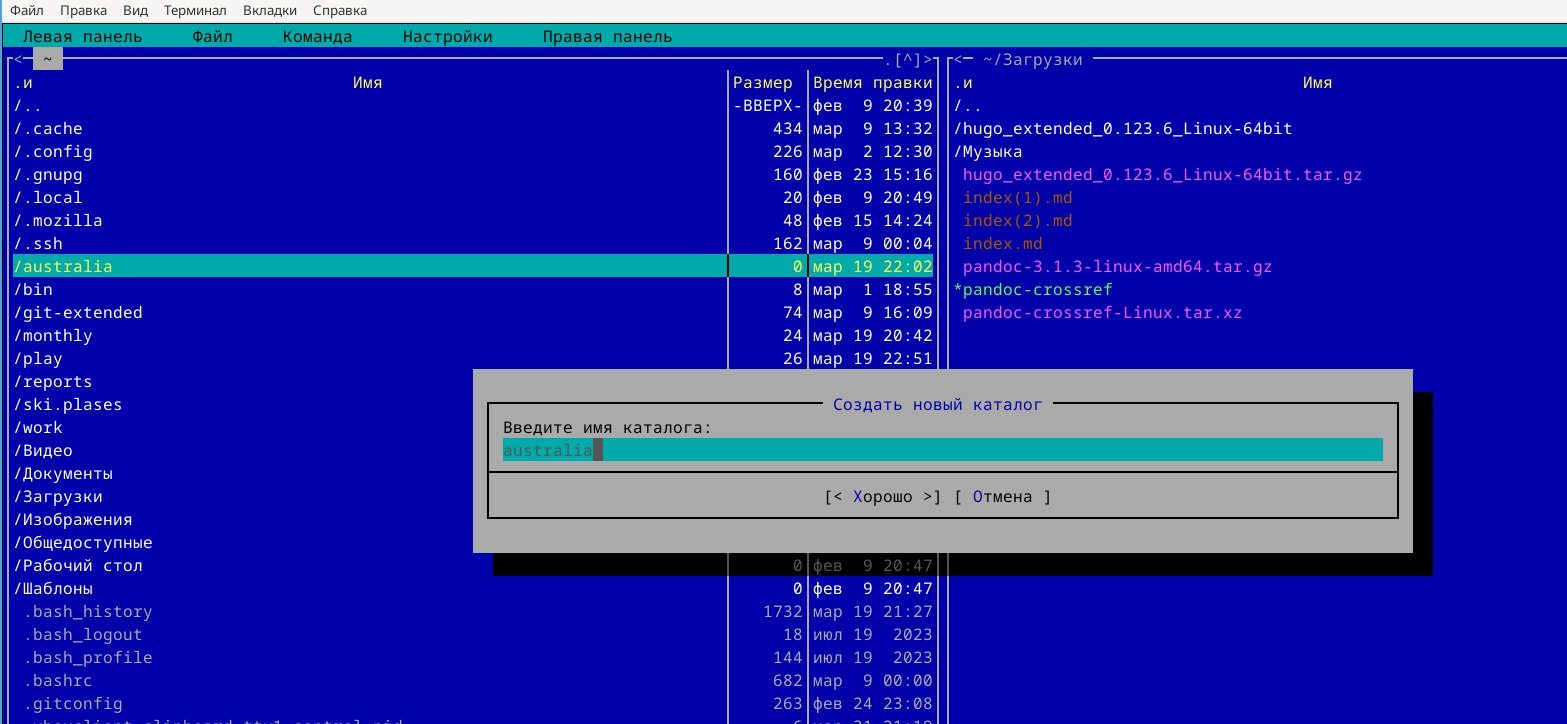 Файл Правка Вид Терминал Вкладки Справка
Левая панель Файл Команда Настройки Правая панель
<─ ~ .[^]> <─ ~/Загрузки
.и Имя Размер Время правки .и Имя
/.. -ВВЕРХ- фев 9 20:39 /..
/.cache 434 мар 9 13:32 /hugo_extended_0.123.6_Linux-64bit
/.config 226 мар 2 12:30 /Музыка
/.gnupg 160 фев 23 15:16 hugo_extended_0.123.6_Linux-64bit.tar.gz
/.local 20 фев 9 20:49 index(1).md
/.mozilla 48 фев 15 14:24 index(2).md
/.ssh 162 мар 9 00:04 index.md
/australia 0 мар 19 22:02 pandoc-3.1.3-linux-amd64.tar.gz
/bin 8 мар 1 18:55 *pandoc-crossref
/git-extended 74 мар 9 16:09 pandoc-crossref-Linux.tar.xz
/monthly 24 мар 19 20:42
/play 26 мар 19 22:51
/reports
/ski.plases Создать новый каталог
/work Введите имя каталога:
/Видео australia
/Документы
/Загрузки [< Хорошо >] [ Отмена ]
/Изображения
/Общедоступные
/Рабочий стол 0 фев 9 20:47
/Шаблоны 0 фев 9 20:47
.bash_history 1732 мар 19 21:27
.bash_logout 18 июл 19 2023
.bash_profile 144 июл 19 2023
.bashrc 682 мар 9 00:00
.gitconfig 263 фев 24 23:08